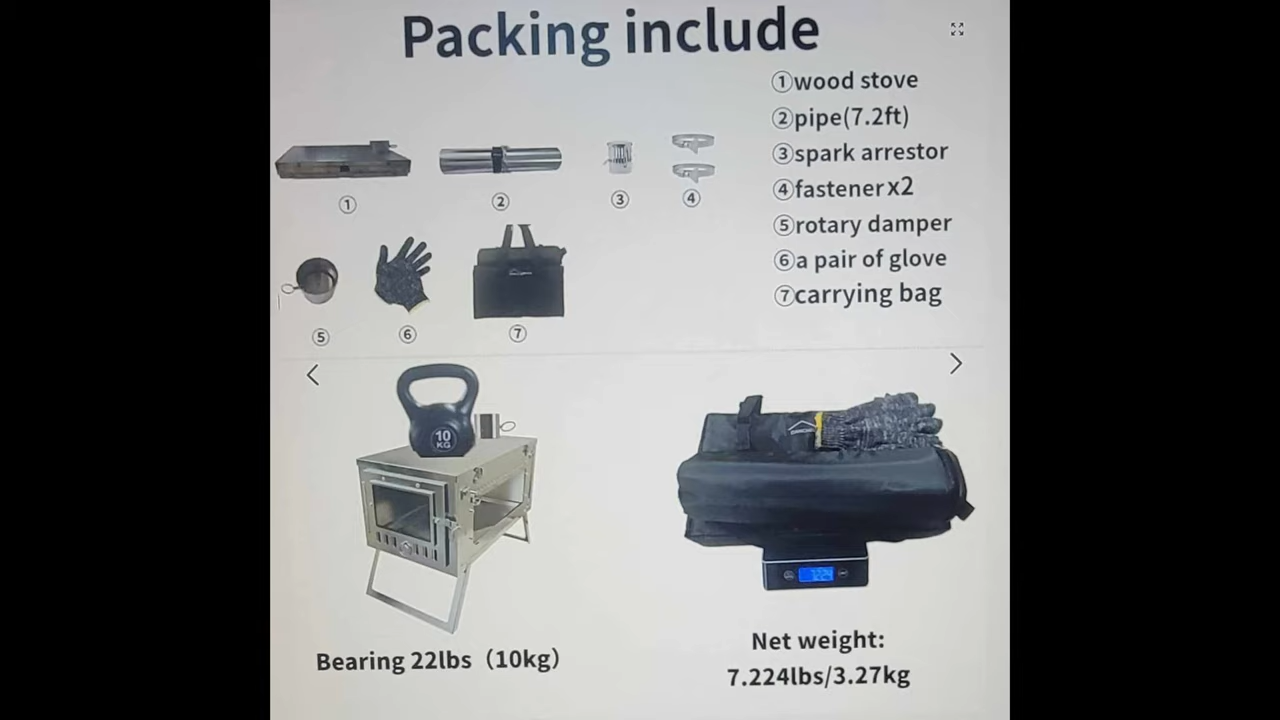 Packing include
①wood stove
②pipe(7.2ft)
③spark arrestor
④fastener x2
⑤rotary damper
⑥a pair of glove
⑦carrying bag
① ② ③ ④
⑤ ⑥ ⑦
10
KG
Bearing 22lbs（10kg）
Net weight:
7.224lbs/3.27kg